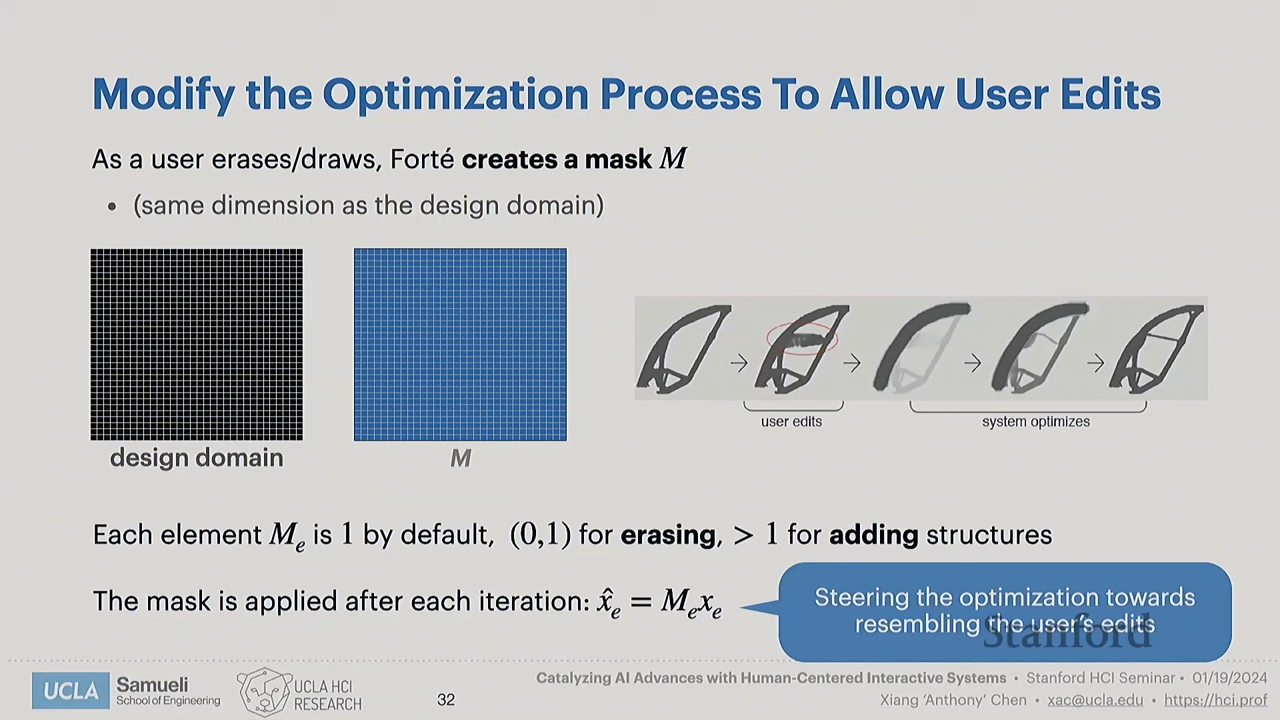 Modify the Optimization Process To Allow User Edits
As a user erases/draws, Forté creates a mask M
• (same dimension as the design domain)
design domain
M
user edits
system optimizes
Each element Mₑ is 1 by default, (0,1) for erasing, > 1 for adding structures
The mask is applied after each iteration: x̂ₑ = Mₑxₑ
Steering the optimization towards
resembling the user's edits
Stanford
UCLA
Samueli
School of Engineering
UCLA HCI
RESEARCH
32
Catalyzing AI Advances with Human-Centered Interactive Systems • Stanford HCI Seminar • 01/19/2024
Xiang 'Anthony' Chen • xac@ucla.edu • https://hci.prof